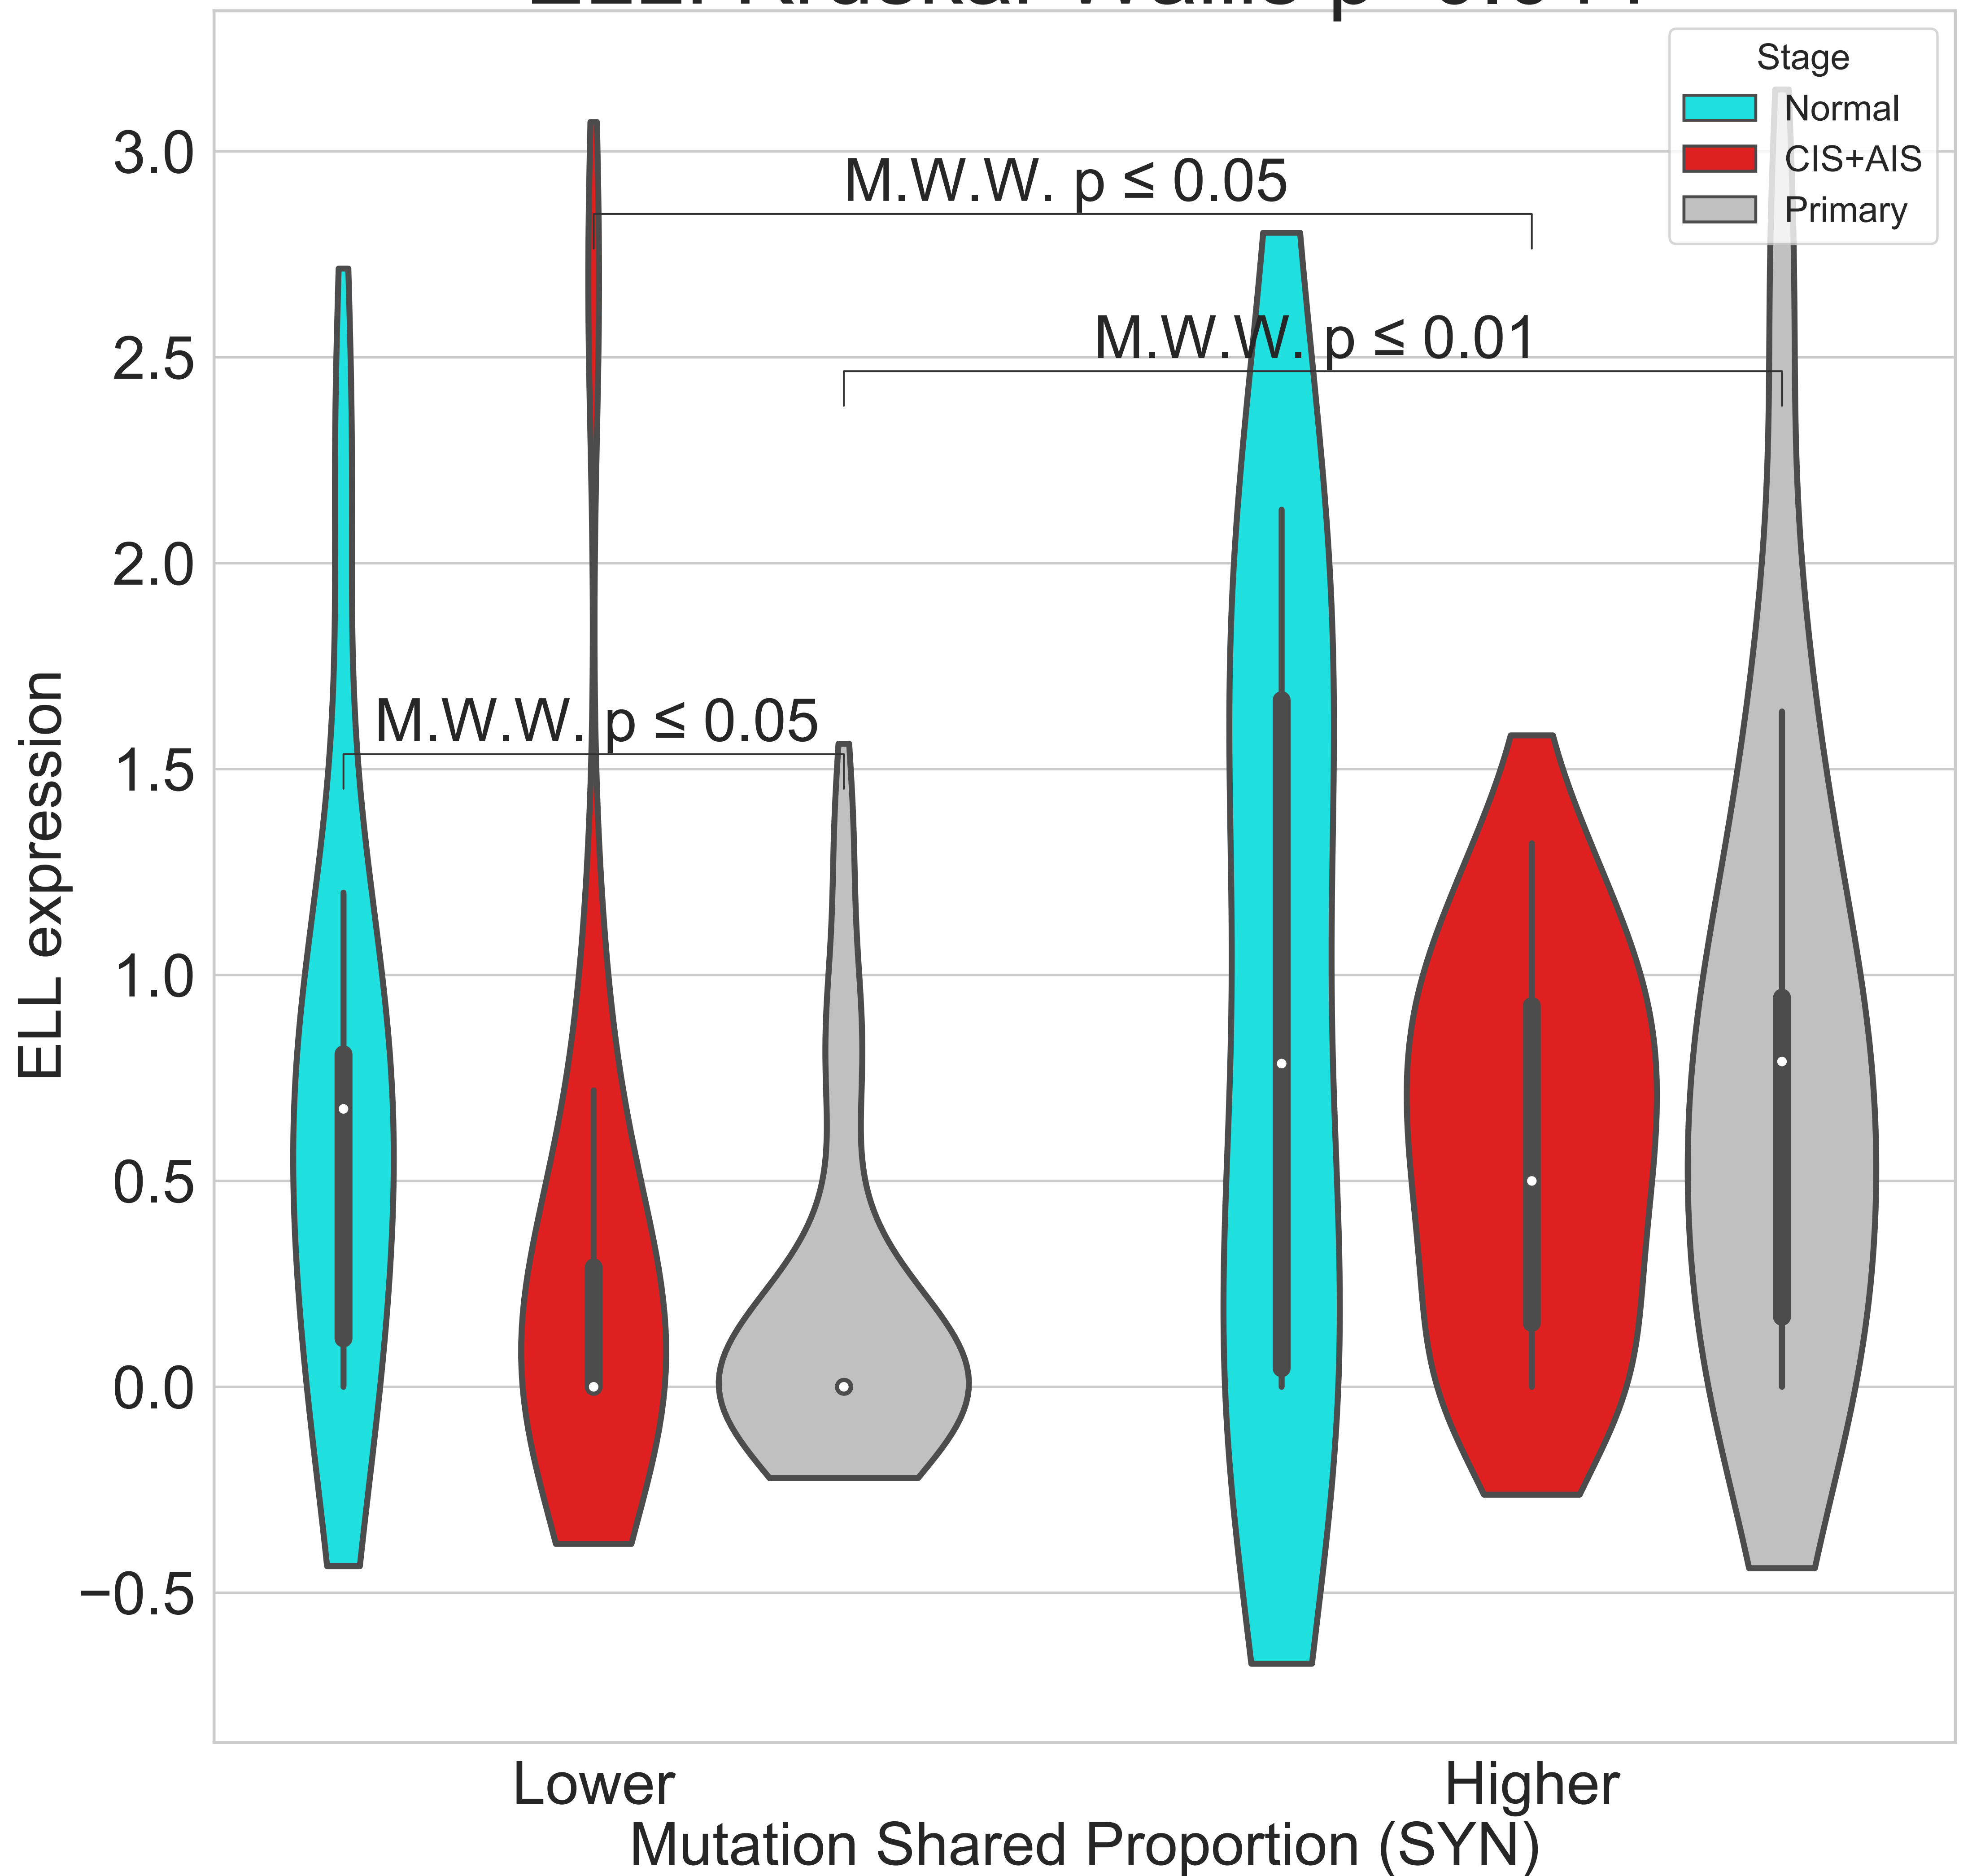 Stage
Normal
CIS+AIS
Primary
3.0
2.5
2.0
1.5
1.0
0.5
0.0
−0.5
ELL expression
M.W.W. p ≤ 0.05
M.W.W. p ≤ 0.01
M.W.W. p ≤ 0.05
Lower
Higher
Mutation Shared Proportion (SYN)